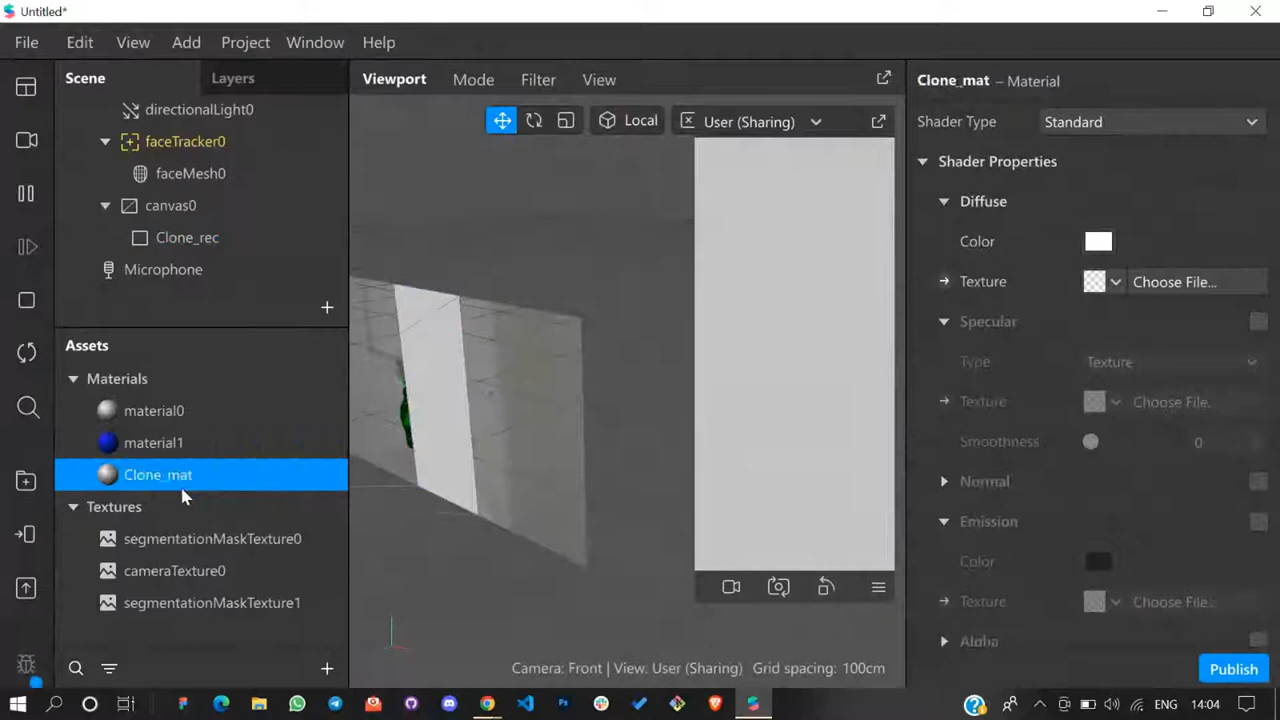 Untitled*
File Edit View Add Project Window Help
Scene Layers
directionalLight0
faceTracker0
faceMesh0
canvas0
Clone_rec
Microphone
Assets
Materials
material0
material1
Clone_mat
Textures
segmentationMaskTexture0
cameraTexture0
segmentationMaskTexture1
Viewport Mode Filter View
Local User (Sharing)
Camera: Front | View: User (Sharing) Grid spacing: 100cm
Clone_mat – Material
Shader Type Standard
Shader Properties
Diffuse
Color
Texture Choose File...
Specular
Type Texture
Texture Choose File.
Smoothness 0
Normal
Emission
Color
Texture Choose File..
Alpha
Publish
ENG 14:04